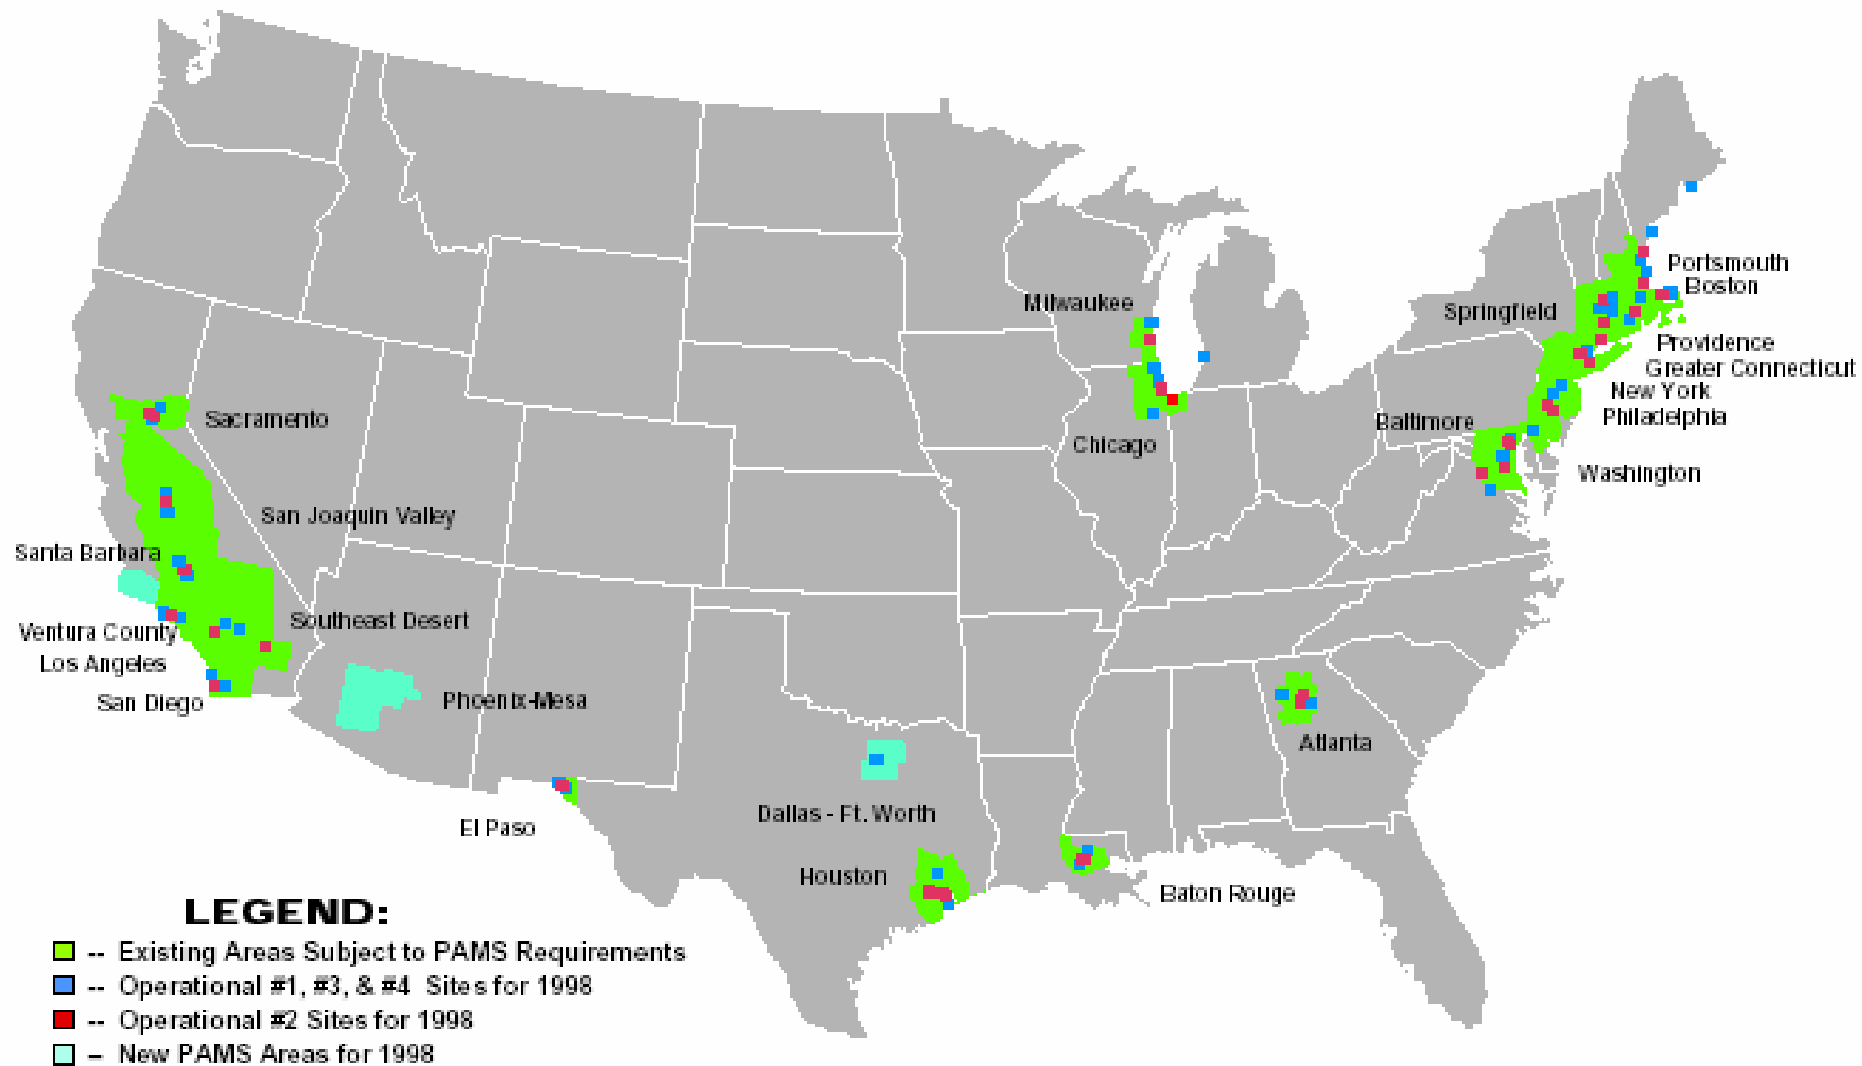 Portsmouth
Boston
Milwaukee
Springfield
Providence
Greater Connecticut
New York
Philadelphia
Sacramento
Baltimore
Chicago
Washington
San Joaquin Valley
Santa Barbara
Southeast Desert
Ventura County
Los Angeles
San Diego
Phoenix-Mesa
Atlanta
Dallas - Ft. Worth
El Paso
Houston
Baton Rouge
LEGEND:
-- Existing Areas Subject to PAMS Requirements
-- Operational #1, #3, & #4 Sites for 1998
-- Operational #2 Sites for 1998
– New PAMS Areas for 1998